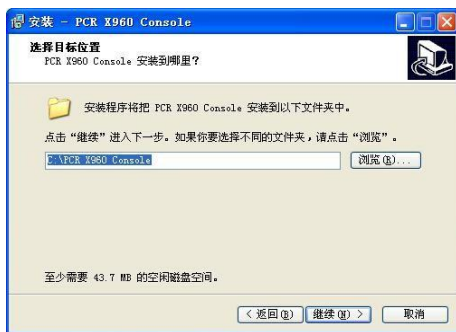 安装 - PCR X960 Console
选择目标位置
PCR X960 Console 安装到哪里？
安装程序将把 PCR X960 Console 安装到以下文件夹中。
点击“继续”进入下一步。如果你要选择不同的文件夹，请点击“浏览”。
C:\PCR X960 Console
浏览(R)...
至少需要 43.7 MB 的空闲磁盘空间。
< 返回(B)
继续(N) >
取消